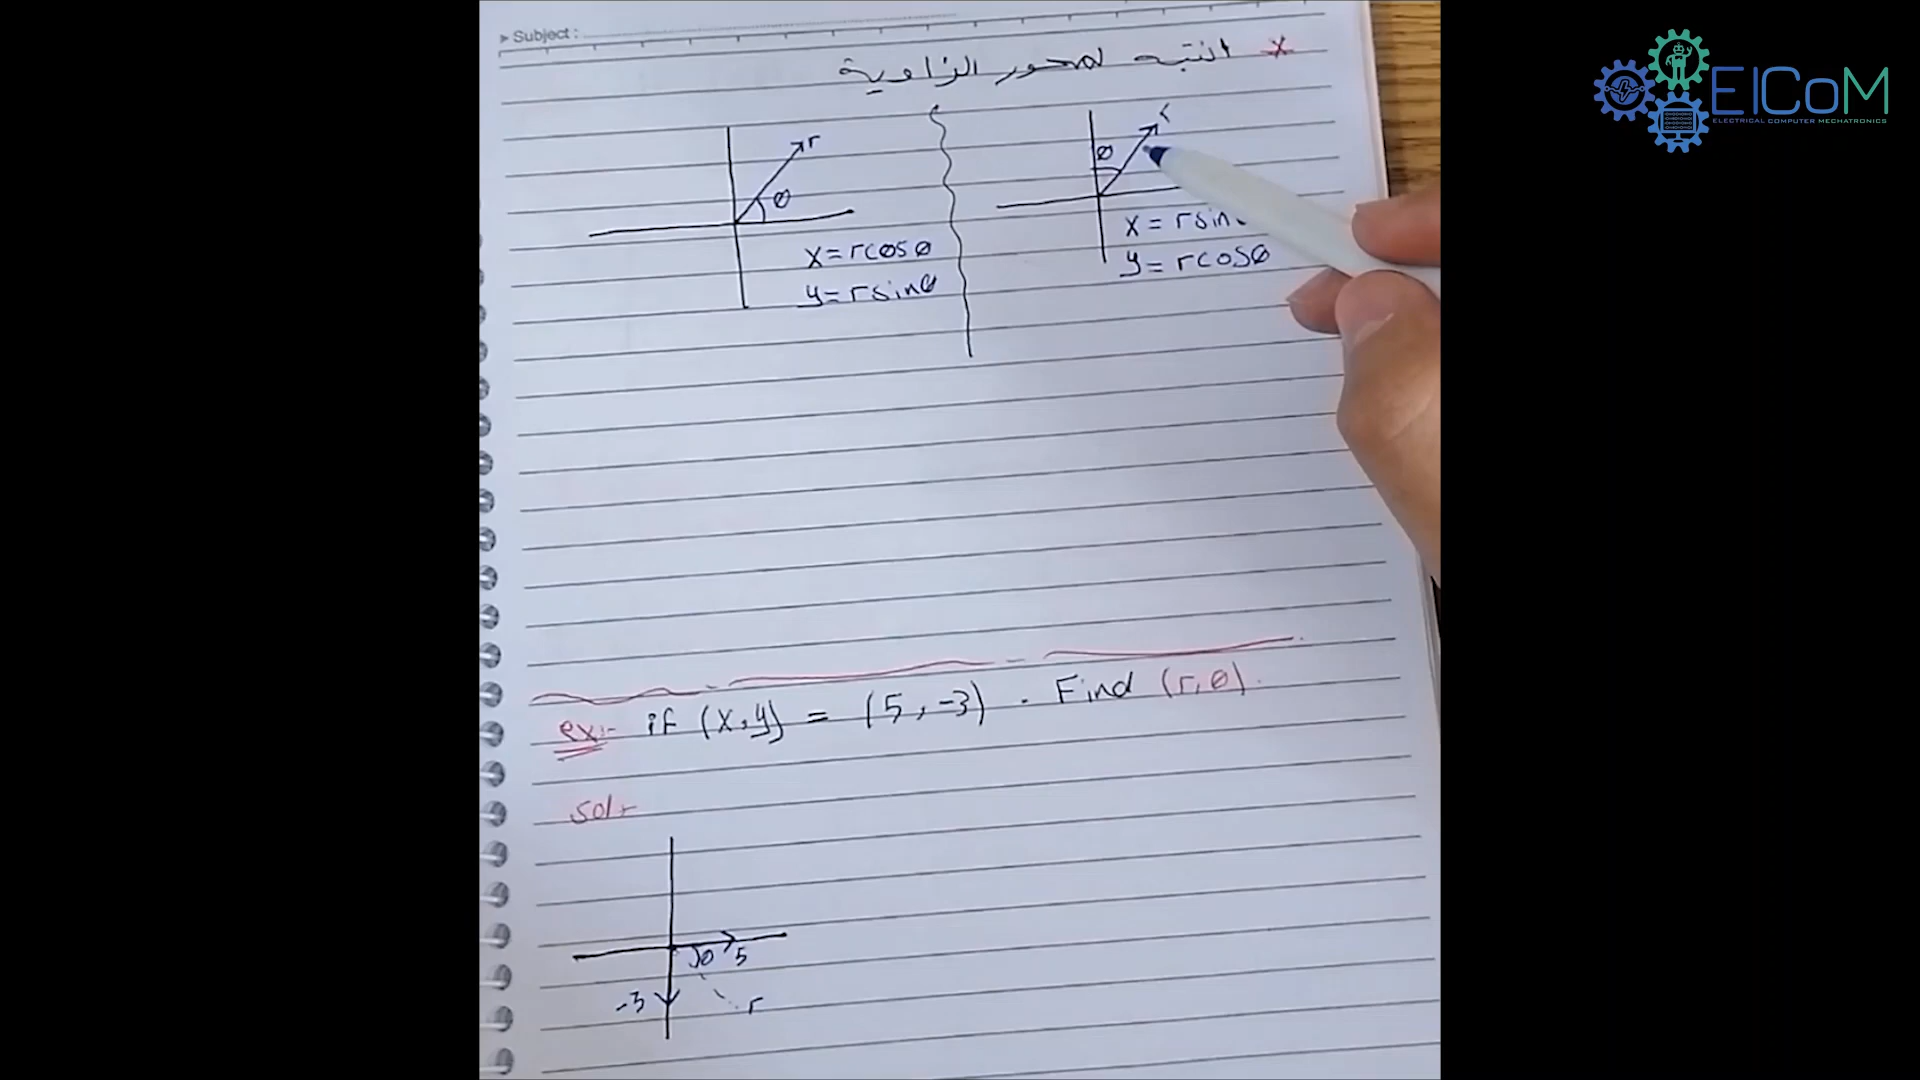 Subject :
x انتبه لمحور الزاوية
r
θ
x = r cos θ
y = r sin θ
r
θ
x = r sin
y = r cos θ
ex:- if (x,y) = (5,-3) . Find (r,θ).
sol:-
θ 5
-3
r
ElCoM
ELECTRICAL COMPUTER MECHATRONICS